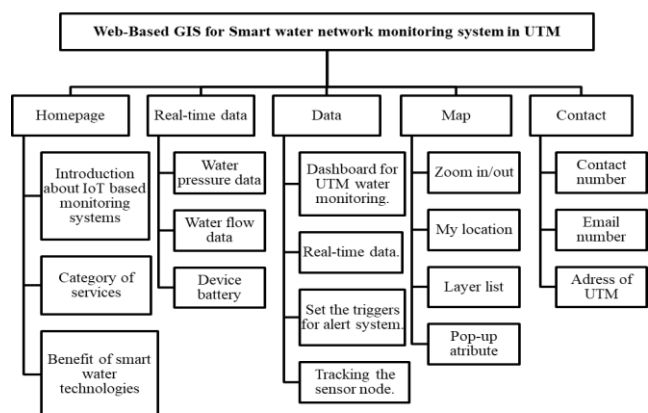 Web-Based GIS for Smart water network monitoring system in UTM
Homepage
Real-time data
Data
Map
Contact
Introduction
about IoT based
monitoring
systems
Category of
services
Benefit of smart
water
technologies
Water
pressure data
Water flow
data
Device
battery
Dashboard for
UTM water
monitoring.
Real-time data.
Set the triggers
for alert system.
Tracking the
sensor node.
Zoom in/out
My location
Layer list
Pop-up
atribute
Contact
number
Email
number
Adress of
UTM